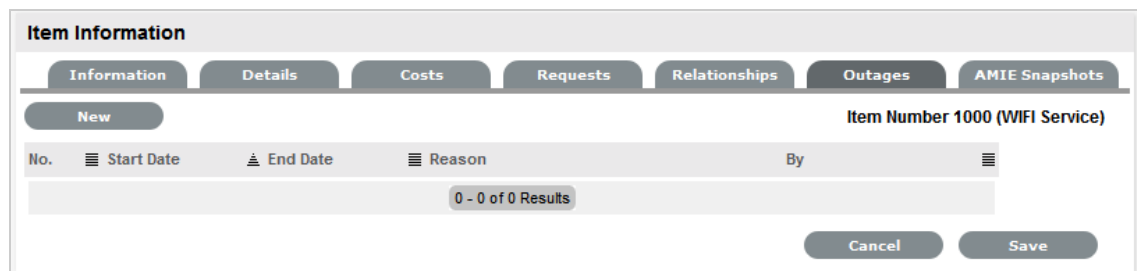 Item Information
Information Details Costs Requests Relationships Outages AMIE Snapshots
New Item Number 1000 (WIFI Service)
No. Start Date End Date Reason By
0 - 0 of 0 Results
Cancel Save